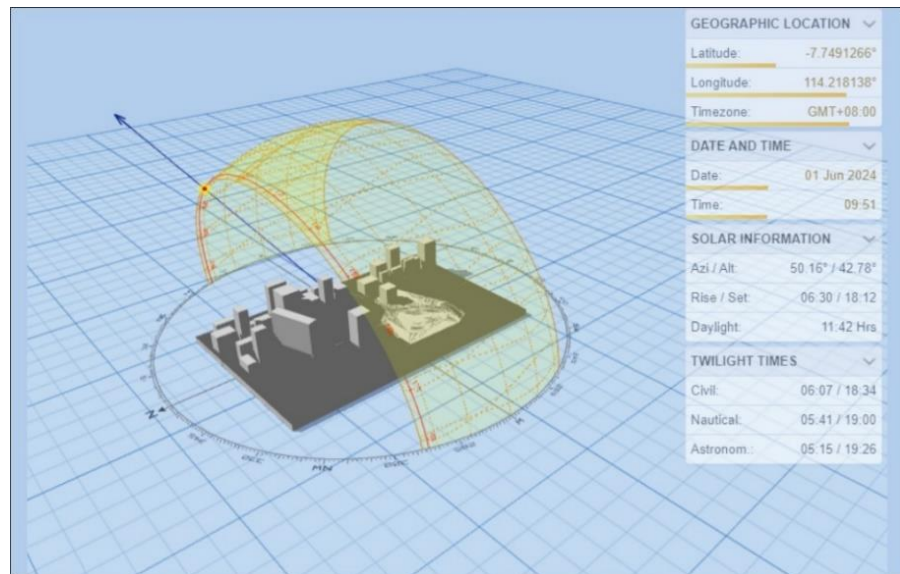 GEOGRAPHIC LOCATION
Latitude: -7.7491266°
Longitude: 114.218138°
Timezone: GMT+08:00
DATE AND TIME
Date: 01 Jun 2024
Time: 09:51
SOLAR INFORMATION
Azi / Alt: 50.16° / 42.78°
Rise / Set: 06:30 / 18:12
Daylight: 11:42 Hrs
TWILIGHT TIMES
Civil: 06:07 / 18:34
Nautical: 05:41 / 19:00
Astronom.: 05:15 / 19:26
N
NW
W